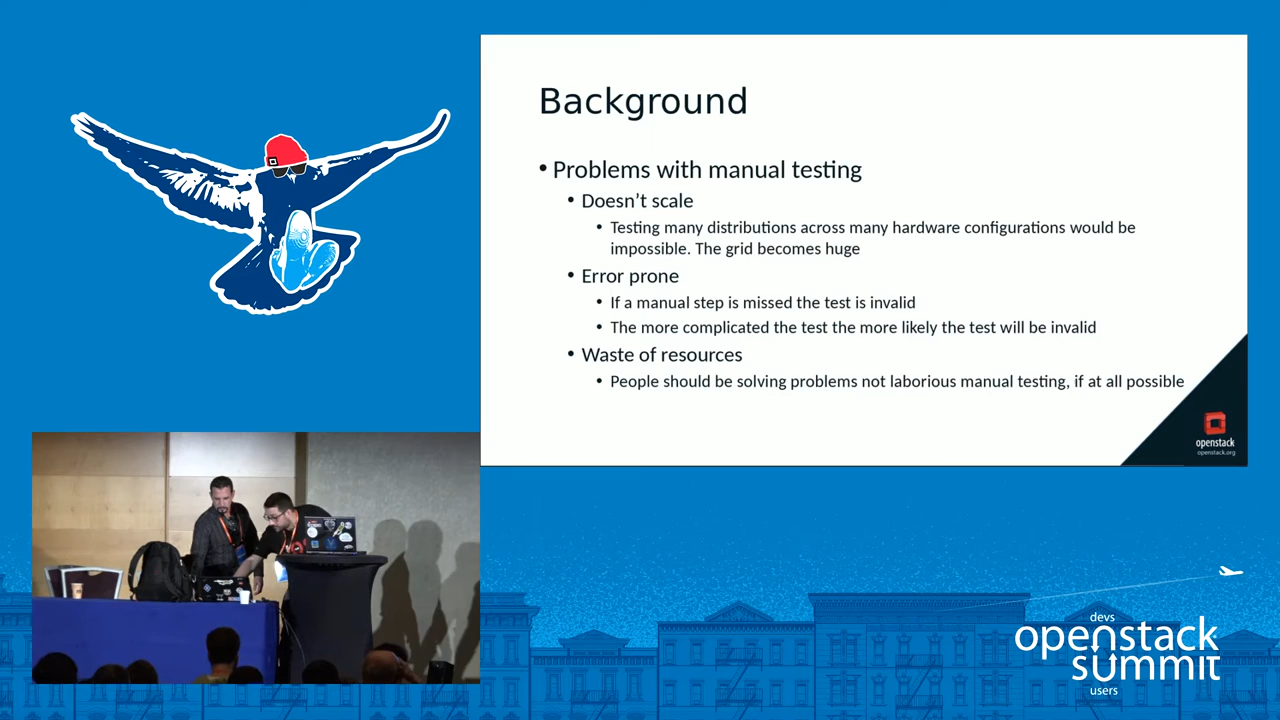 Background
• Problems with manual testing
• Doesn't scale
• Testing many distributions across many hardware configurations would be
impossible. The grid becomes huge
• Error prone
• If a manual step is missed the test is invalid
• The more complicated the test the more likely the test will be invalid
• Waste of resources
• People should be solving problems not laborious manual testing, if at all possible
openstack
openstack.org
devs
openstack
summit
users